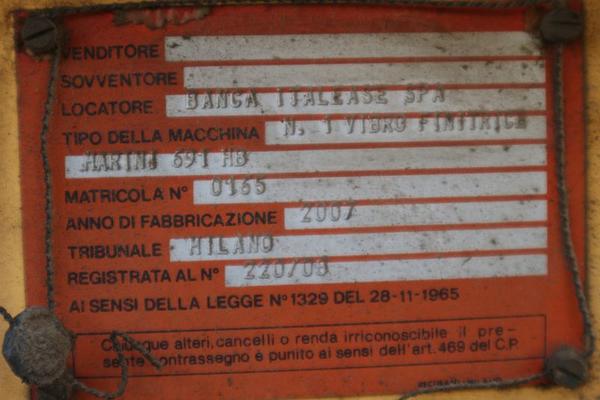 VENDITORE
SOVVENTORE
LOCATORE BANCA ITALEASE SPA
TIPO DELLA MACCHINA N. 1 VIBRO FINITRICE
MARINI 691 HB
MATRICOLA N° 0165
ANNO DI FABBRICAZIONE 2007
TRIBUNALE MILANO
REGISTRATA AL N° 220/08
AI SENSI DELLA LEGGE N° 1329 DEL 28-11-1965
Chiunque alteri, cancelli o renda irriconoscibile il pre-
sente contrassegno è punito ai sensi dell'art. 469 del C.P.